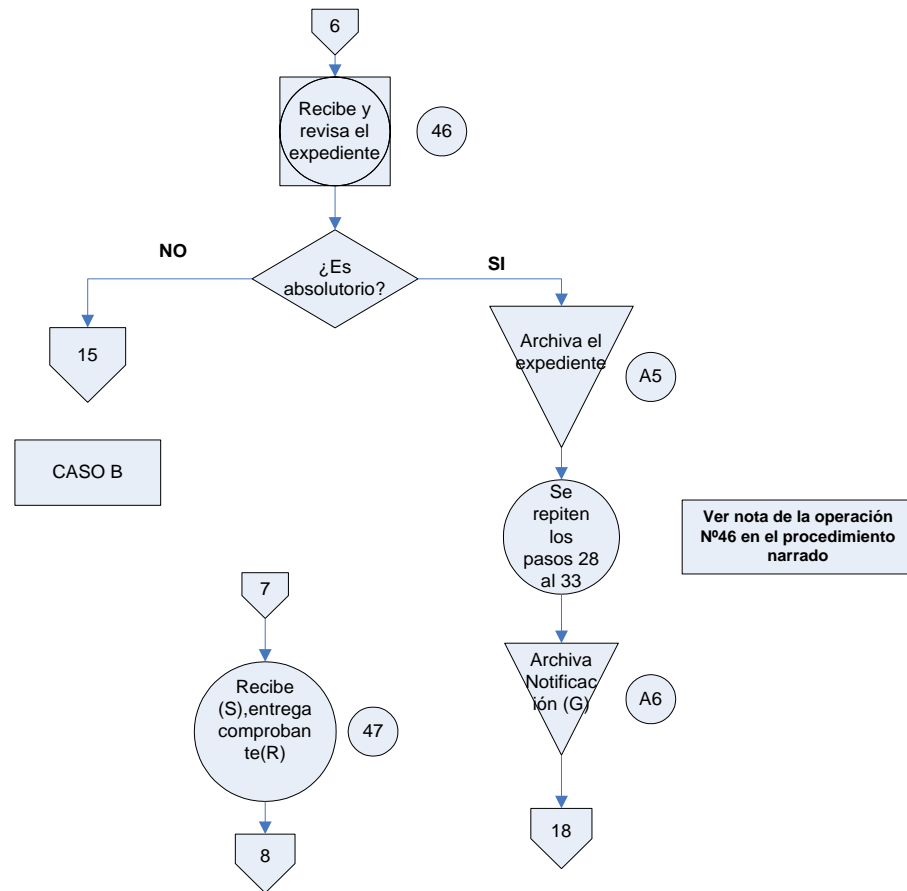 6
Recibe y
revisa el
expediente
46
NO
¿Es
absolutorio?
SI
15
Archiva el
expediente
A5
CASO B
Se
repiten
los
pasos 28
al 33
Ver nota de la operación
Nº46 en el procedimiento
narrado
7
Recibe
(S),entrega
comproban
te(R)
47
Archiva
Notificac
ión (G)
A6
8
18